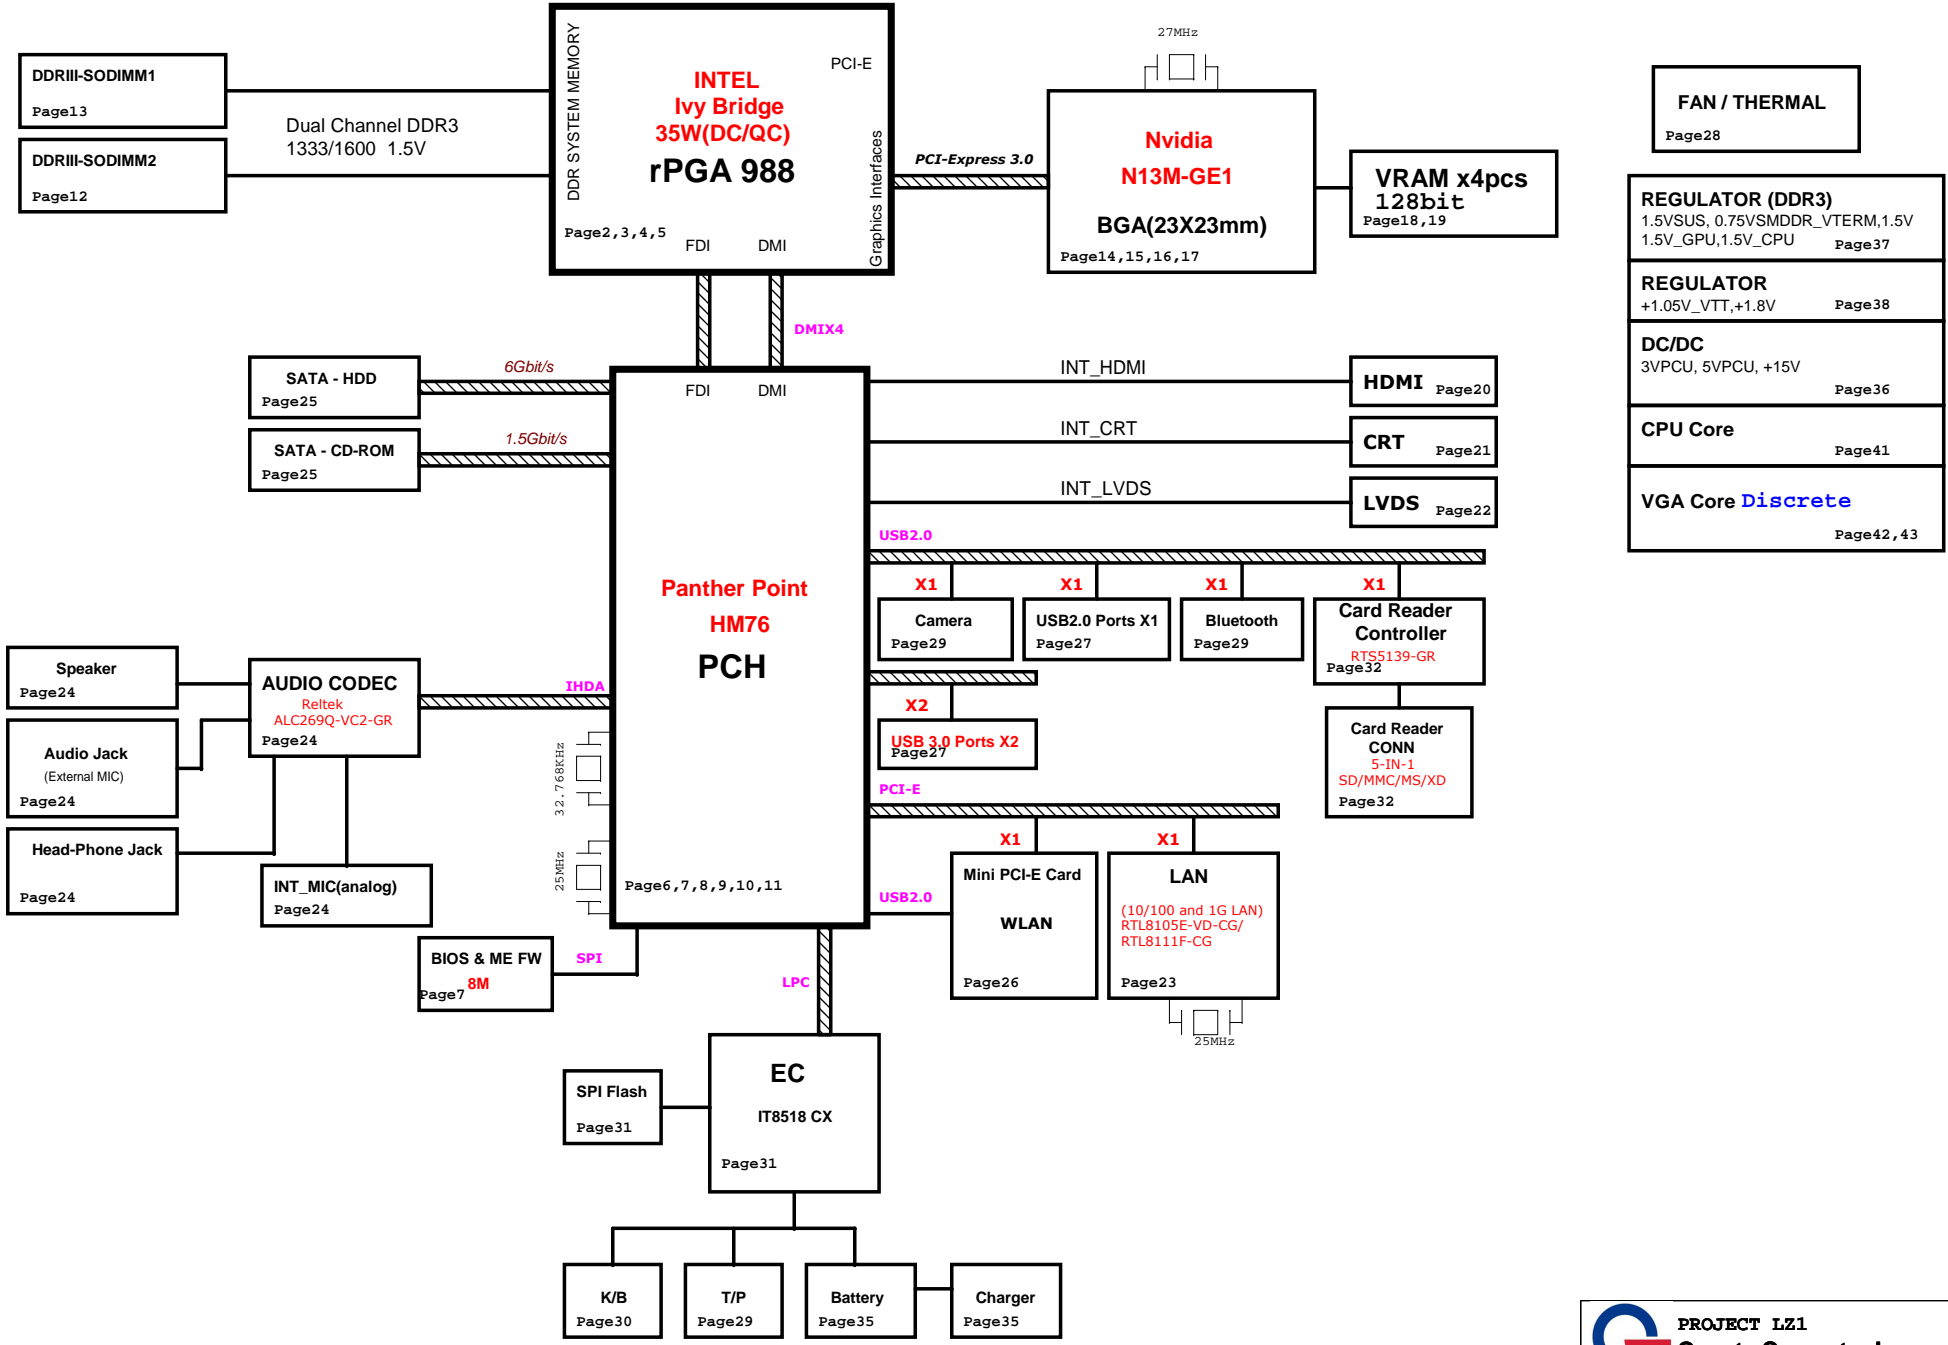 DDRIII-SODIMM1
Page13
DDRIII-SODIMM2
Page12
Dual Channel DDR3
1333/1600 1.5V
DDR SYSTEM MEMORY
PCI-E
INTEL
Ivy Bridge
35W(DC/QC)
rPGA 988
Page2,3,4,5
FDI
DMI
Graphics Interfaces
PCI-Express 3.0
27MHz
Nvidia
N13M-GE1
BGA(23X23mm)
Page14,15,16,17
VRAM x4pcs
128bit
Page18,19
FAN / THERMAL
Page28
REGULATOR (DDR3)
1.5VSUS, 0.75VSMDDR_VTERM,1.5V
1.5V_GPU,1.5V_CPU Page37
REGULATOR
+1.05V_VTT,+1.8V Page38
DC/DC
3VPCU, 5VPCU, +15V
Page36
CPU Core
Page41
VGA Core Discrete
Page42,43
DMIX4
SATA - HDD
Page25
6Gbit/s
SATA - CD-ROM
Page25
1.5Gbit/s
FDI
DMI
Panther Point
HM76
PCH
Page6,7,8,9,10,11
INT_HDMI
HDMI Page20
INT_CRT
CRT Page21
INT_LVDS
LVDS Page22
USB2.0
X1
X1
X1
X1
Camera
Page29
USB2.0 Ports X1
Page27
Bluetooth
Page29
Card Reader
Controller
RTS5139-GR
Page32
X2
USB 3.0 Ports X2
Page27
Card Reader
CONN
5-IN-1
SD/MMC/MS/XD
Page32
PCI-E
X1
X1
Mini PCI-E Card
WLAN
Page26
USB2.0
LAN
(10/100 and 1G LAN)
RTL8105E-VD-CG/
RTL8111F-CG
Page23
25MHz
Speaker
Page24
Audio Jack
(External MIC)
Page24
Head-Phone Jack
Page24
AUDIO CODEC
Reltek
ALC269Q-VC2-GR
Page24
IHDA
INT_MIC(analog)
Page24
32.768KHz
25MHz
BIOS & ME FW
8M
Page7
SPI
LPC
EC
IT8518 CX
Page31
SPI Flash
Page31
K/B
Page30
T/P
Page29
Battery
Page35
Charger
Page35
PROJECT LZ1